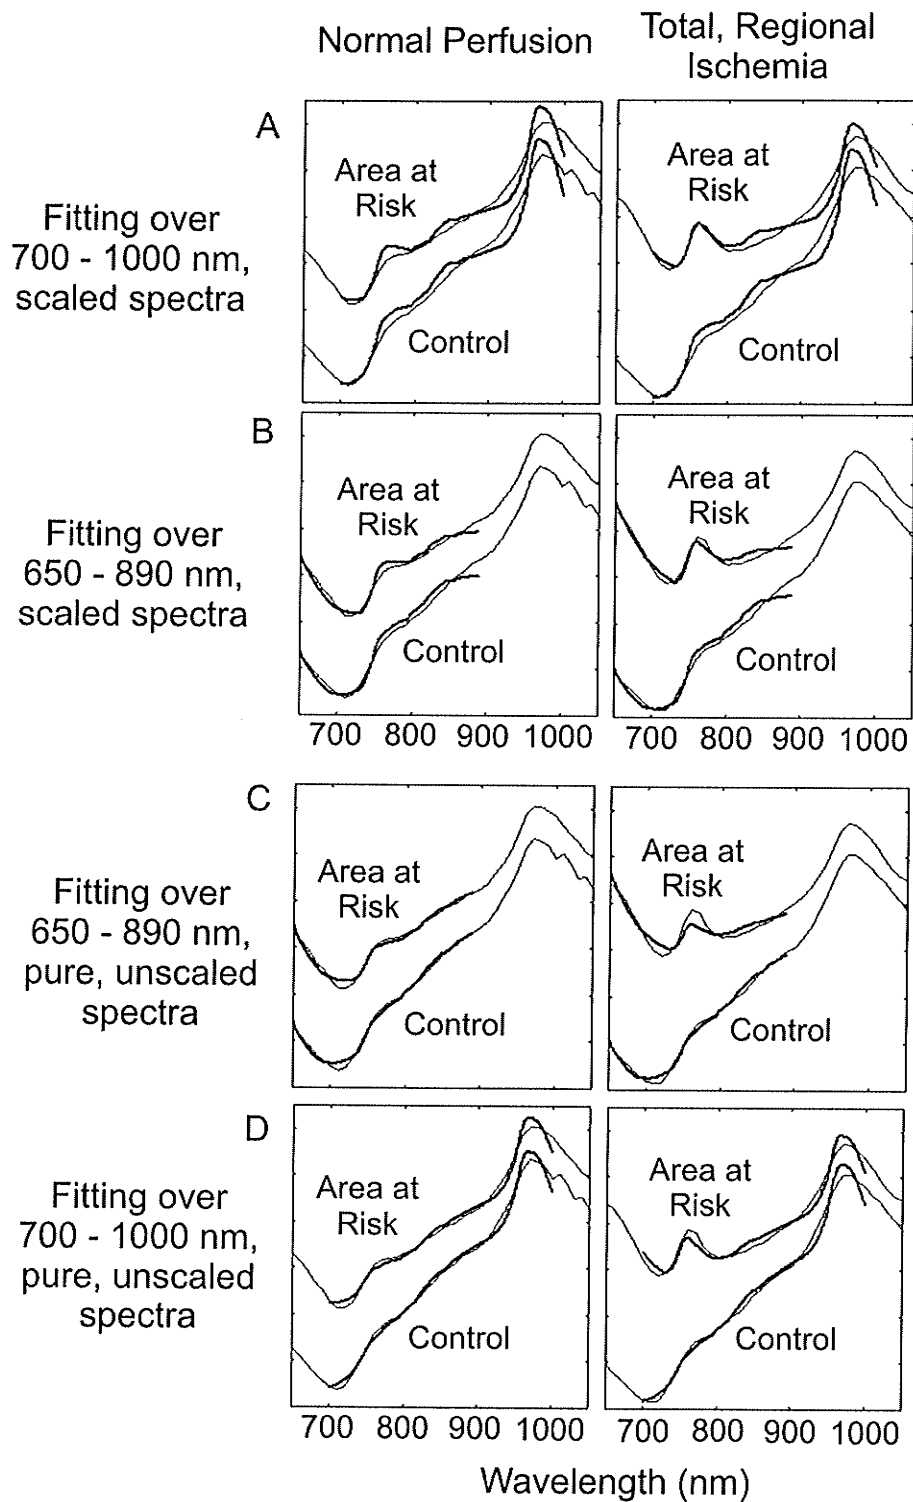 Normal Perfusion
Total, Regional
Ischemia
A
Fitting over
700 - 1000 nm,
scaled spectra
Area at
Risk
Control
Area at
Risk
Control
B
Fitting over
650 - 890 nm,
scaled spectra
Area at
Risk
Control
Area at
Risk
Control
700 800 900 1000
700 800 900 1000
C
Fitting over
650 - 890 nm,
pure, unscaled
spectra
Area at
Risk
Control
Area at
Risk
Control
D
Fitting over
700 - 1000 nm,
pure, unscaled
spectra
Area at
Risk
Control
Area at
Risk
Control
700 800 900 1000
700 800 900 1000
Wavelength (nm)